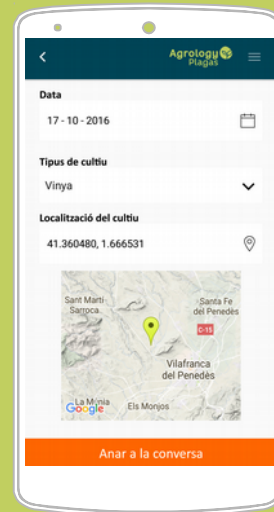 Agrology
Plagas
Data
17 - 10 - 2016
Tipus de cultiu
Vinya
Localització del cultiu
41.360480, 1.666531
Sant Martí
Sarroca
Santa Fe
del Penedès
C-15
Vilafranca
del Penedès
La Múnia
Els Monjos
Google
Anar a la conversa